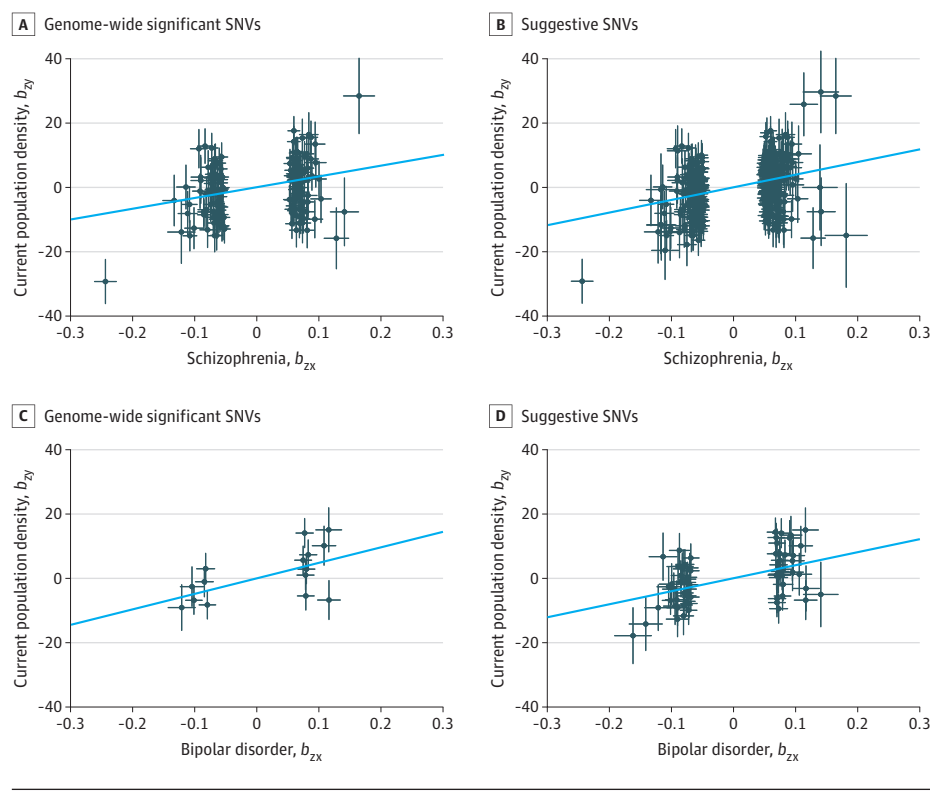 A Genome-wide significant SNVs
Current population density, bzy
40
20
0
-20
-40
-0.3 -0.2 -0.1 0 0.1 0.2 0.3
Schizophrenia, bzx
B Suggestive SNVs
Current population density, bzy
40
20
0
-20
-40
-0.3 -0.2 -0.1 0 0.1 0.2 0.3
Schizophrenia, bzx
C Genome-wide significant SNVs
Current population density, bzy
40
20
0
-20
-40
-0.3 -0.2 -0.1 0 0.1 0.2 0.3
Bipolar disorder, bzx
D Suggestive SNVs
Current population density, bzy
40
20
0
-20
-40
-0.3 -0.2 -0.1 0 0.1 0.2 0.3
Bipolar disorder, bzx